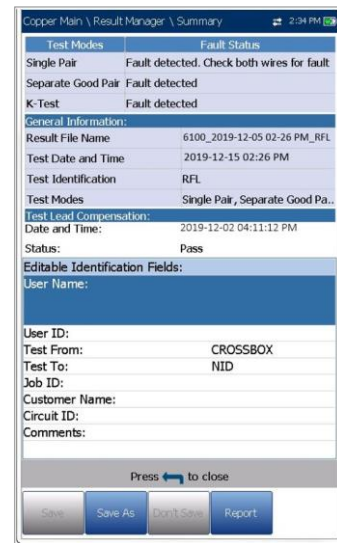 Copper Main \ Result Manager \ Summary 2:34 PM
Test Modes Fault Status
Single Pair Fault detected. Check both wires for fault
Separate Good Pair Fault detected
K-Test Fault detected
General Information:
Result File Name 6100_2019-12-05 02-26 PM_RFL
Test Date and Time 2019-12-15 02:26 PM
Test Identification RFL
Test Modes Single Pair, Separate Good Pa..
Test Lead Compensation:
Date and Time: 2019-12-02 04:11:12 PM
Status: Pass
Editable Identification Fields:
User Name:
User ID:
Test From: CROSSBOX
Test To: NID
Job ID:
Customer Name:
Circuit ID:
Comments:
Press to close
Save Save As Don't Save Report